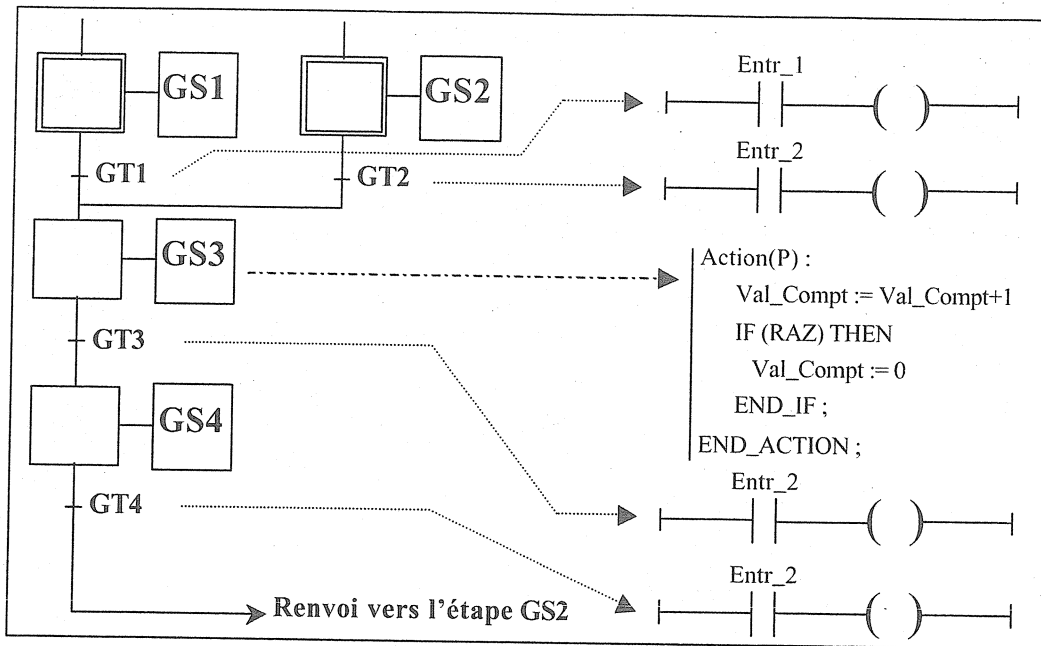 GS1
GS2
GT1
GT2
GS3
GT3
GS4
GT4
Renvoi vers l'étape GS2
Entr_1
( )
Entr_2
( )
Action(P) :
Val_Compt := Val_Compt+1
IF (RAZ) THEN
Val_Compt := 0
END_IF ;
END_ACTION ;
Entr_2
( )
Entr_2
( )